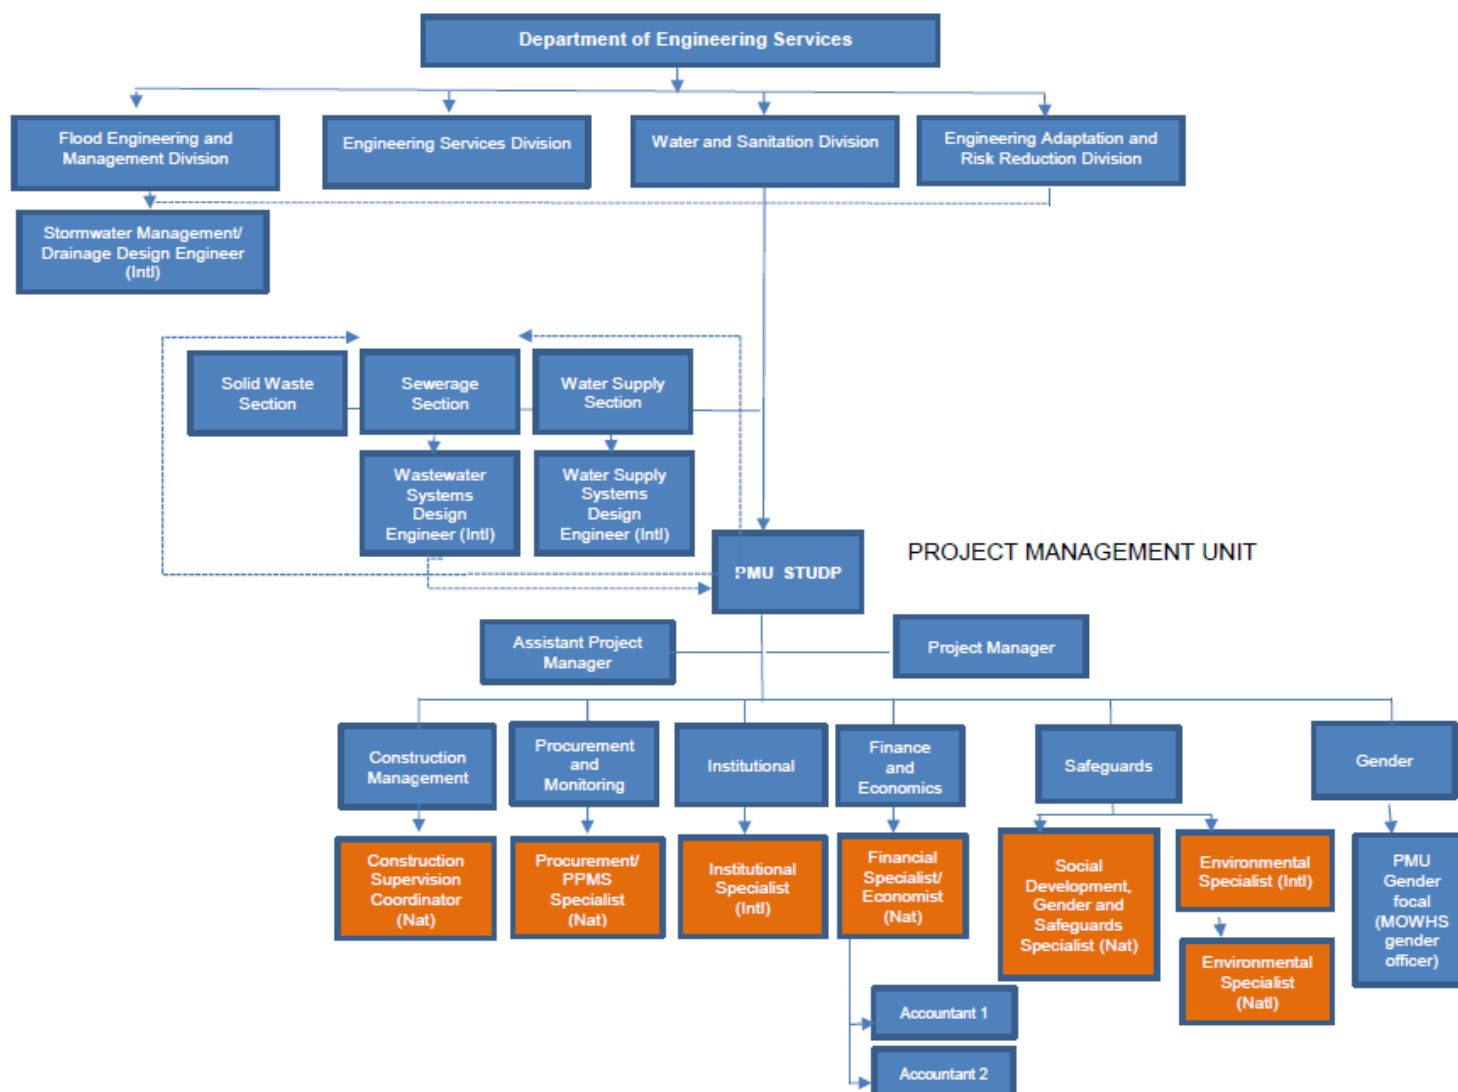 Department of Engineering Services
Flood Engineering and
Management Division
Engineering Services Division
Water and Sanitation Division
Engineering Adaptation and
Risk Reduction Division
Stormwater Management/
Drainage Design Engineer
(Intl)
Solid Waste
Section
Sewerage
Section
Water Supply
Section
Wastewater
Systems
Design
Engineer (Intl)
Water Supply
Systems
Design
Engineer (Intl)
PMU STUDP
PROJECT MANAGEMENT UNIT
Assistant Project
Manager
Project Manager
Construction
Management
Procurement
and
Monitoring
Institutional
Finance
and
Economics
Safeguards
Gender
Construction
Supervision
Coordinator
(Nat)
Procurement/
PPMS
Specialist
(Nat)
Institutional
Specialist
(Intl)
Financial
Specialist/
Economist
(Nat)
Social
Development,
Gender and
Safeguards
Specialist (Nat)
Environmental
Specialist (Intl)
Environmental
Specialist
(Natl)
PMU
Gender
focal
(MOWHS
gender
officer)
Accountant 1
Accountant 2